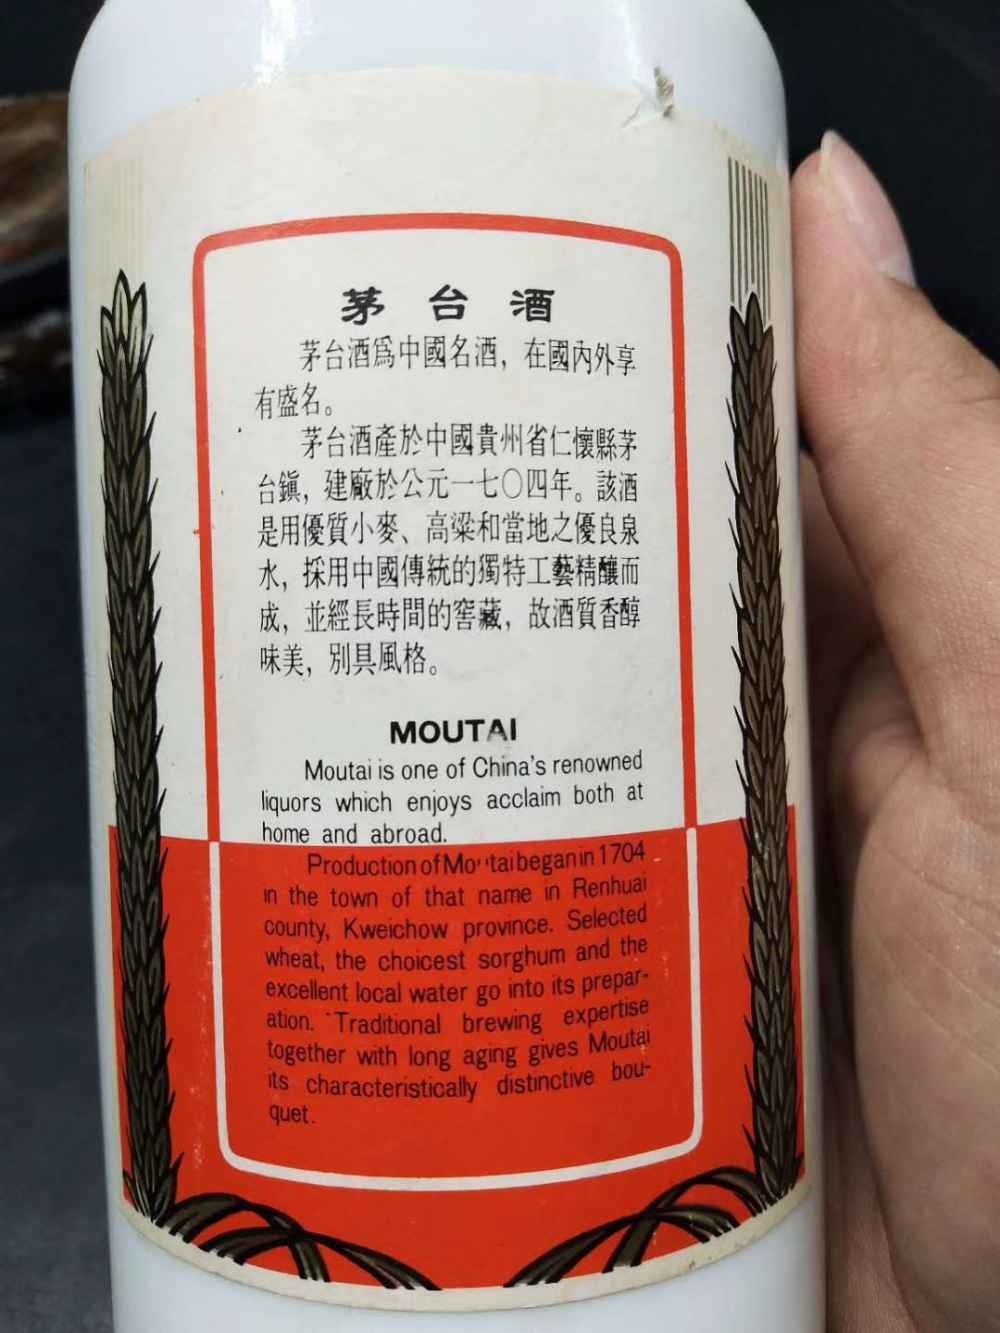 茅台酒
茅台酒爲中國名酒，在國內外享
有盛名。
茅台酒產於中國貴州省仁懷縣茅
台鎭，建廠於公元一七〇四年。該酒
是用優質小麥、高粱和當地之優良泉
水，採用中國傳統的獨特工藝精釀而
成，並經長時間的窖藏，故酒質香醇
味美，別具風格。
MOUTAI
Moutai is one of China's renowned
liquors which enjoys acclaim both at
home and abroad.
Production of Moutai began in 1704
in the town of that name in Renhuai
county, Kweichow province. Selected
wheat, the choicest sorghum and the
excellent local water go into its prepar-
ation. Traditional brewing expertise
together with long aging gives Moutai
its characteristically distinctive bou-
quet.